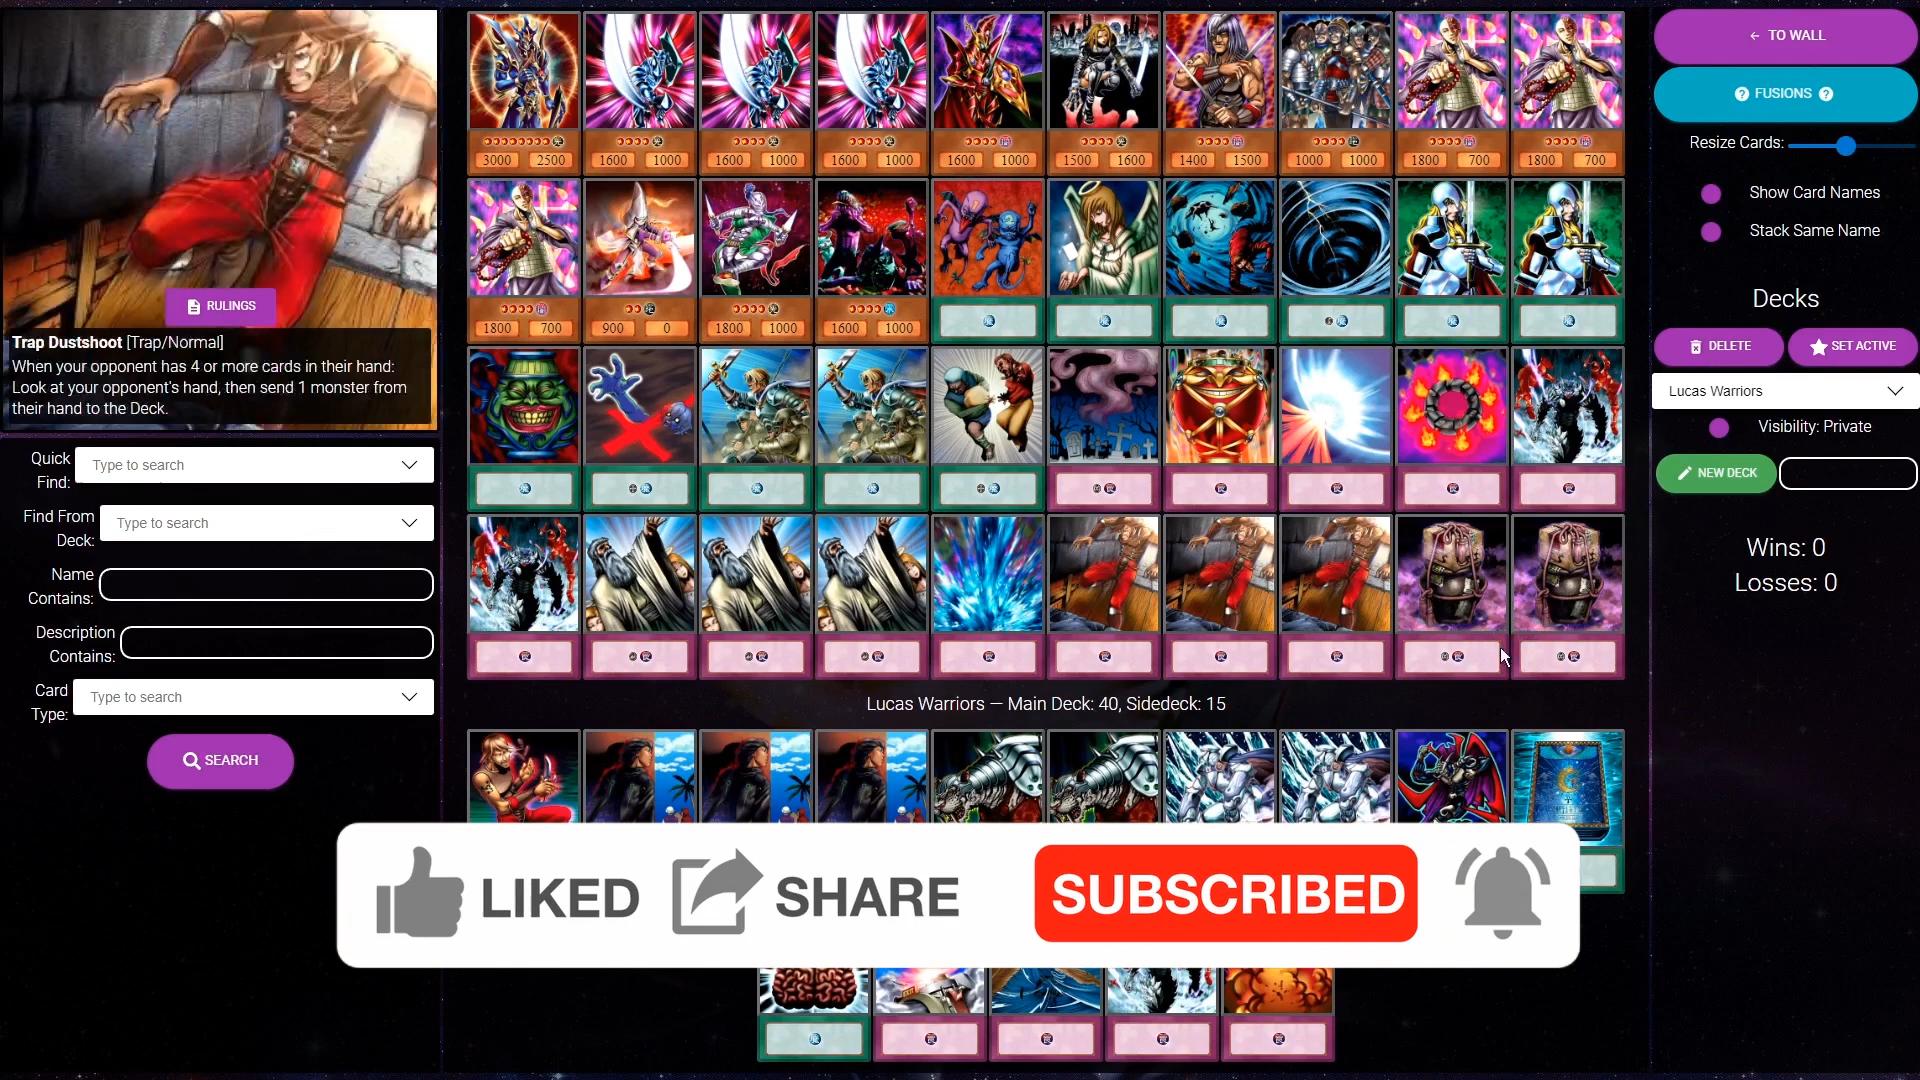 RULINGS
Trap Dustshoot [Trap/Normal]
When your opponent has 4 or more cards in their hand:
Look at your opponent's hand, then send 1 monster from
their hand to the Deck.
Quick
Find:
Type to search
Find From
Deck:
Type to search
Name
Contains:
Description
Contains:
Card
Type:
Type to search
SEARCH
3000 2500
1600 1000
1600 1000
1600 1000
1600 1000
1500 1600
1400 1500
1000 1000
1800 700
1800 700
1800 700
900 0
1800 1000
1600 1000
Lucas Warriors — Main Deck: 40, Sidedeck: 15
LIKED
SHARE
SUBSCRIBED
← TO WALL
? FUSIONS ?
Resize Cards:
Show Card Names
Stack Same Name
Decks
DELETE
SET ACTIVE
Lucas Warriors
Visibility: Private
NEW DECK
Wins: 0
Losses: 0